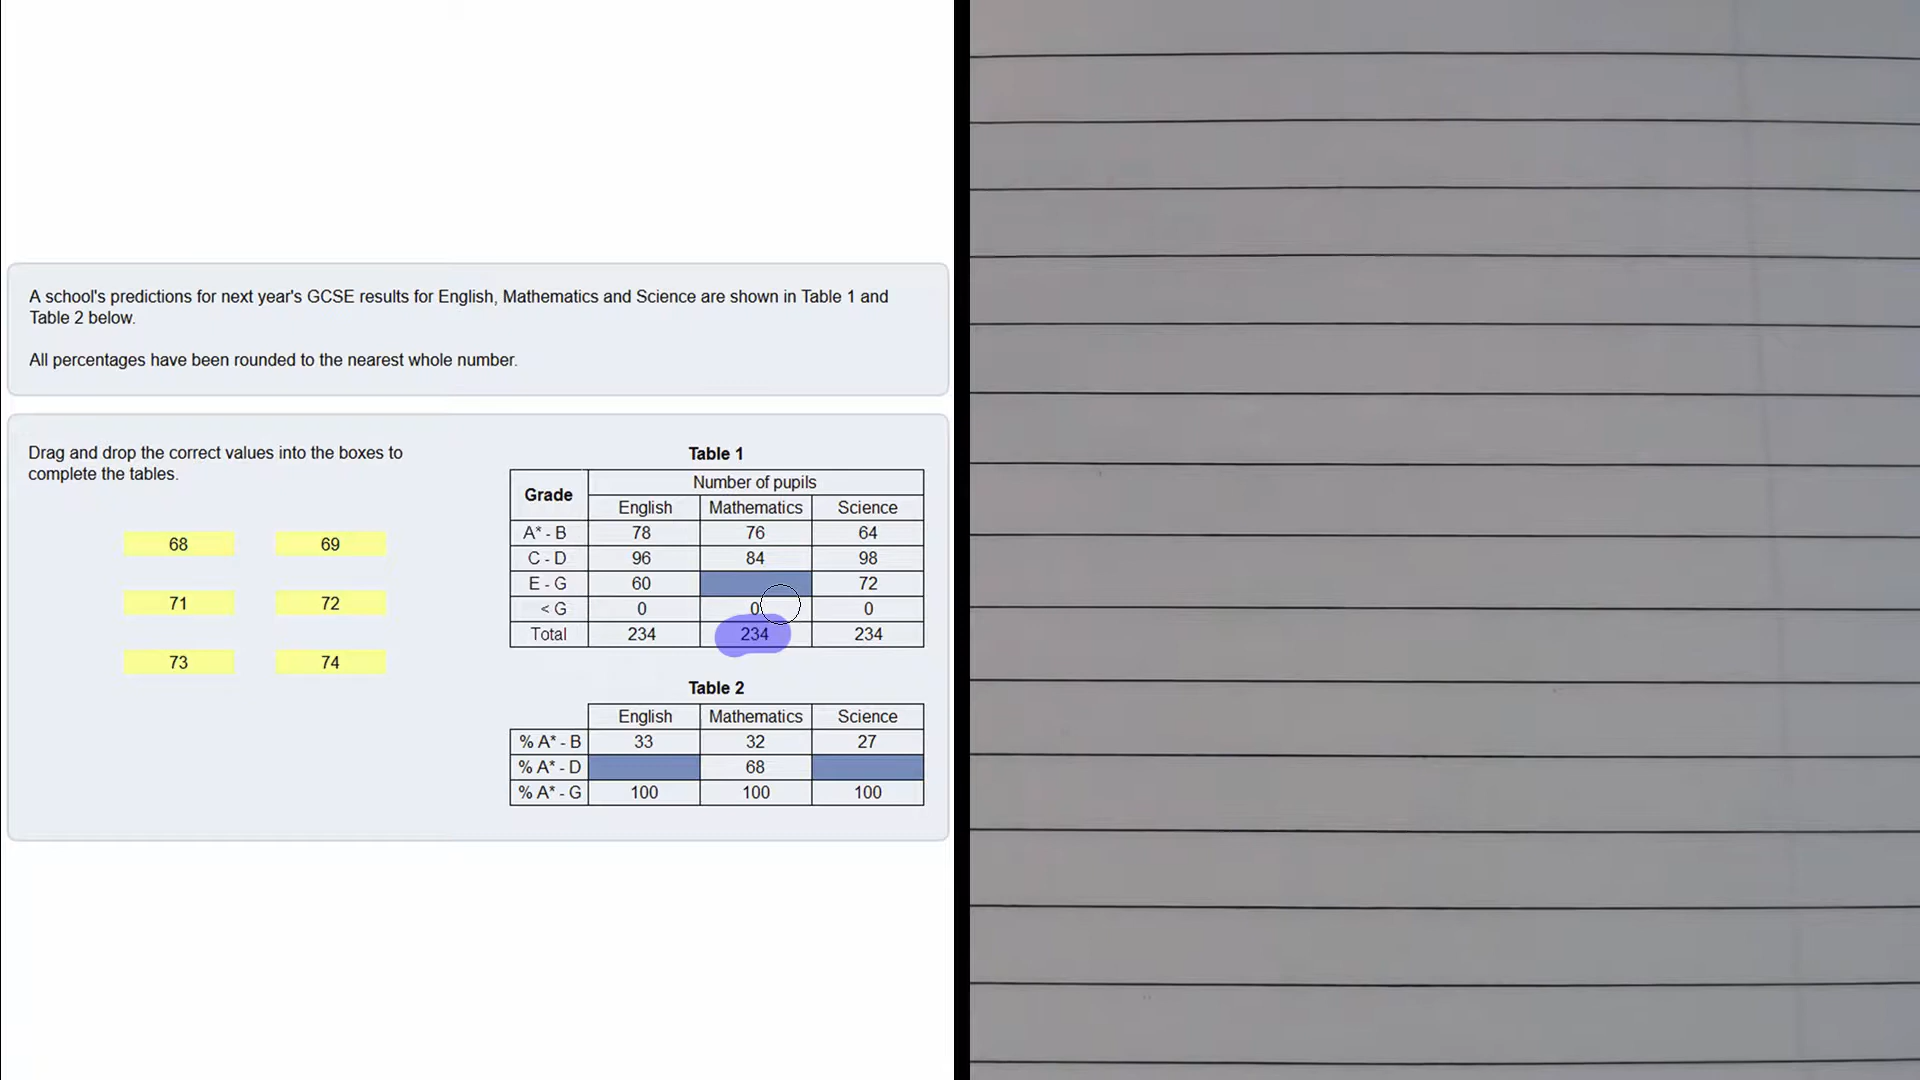 A school's predictions for next year's GCSE results for English, Mathematics and Science are shown in Table 1 and
Table 2 below.
All percentages have been rounded to the nearest whole number.
Drag and drop the correct values into the boxes to
complete the tables.
68 69
71 72
73 74
Table 1
Grade Number of pupils
English Mathematics Science
A* - B 78 76 64
C - D 96 84 98
E - G 60 72
< G 0 0 0
Total 234 234 234
Table 2
English Mathematics Science
% A* - B 33 32 27
% A* - D 68
% A* - G 100 100 100